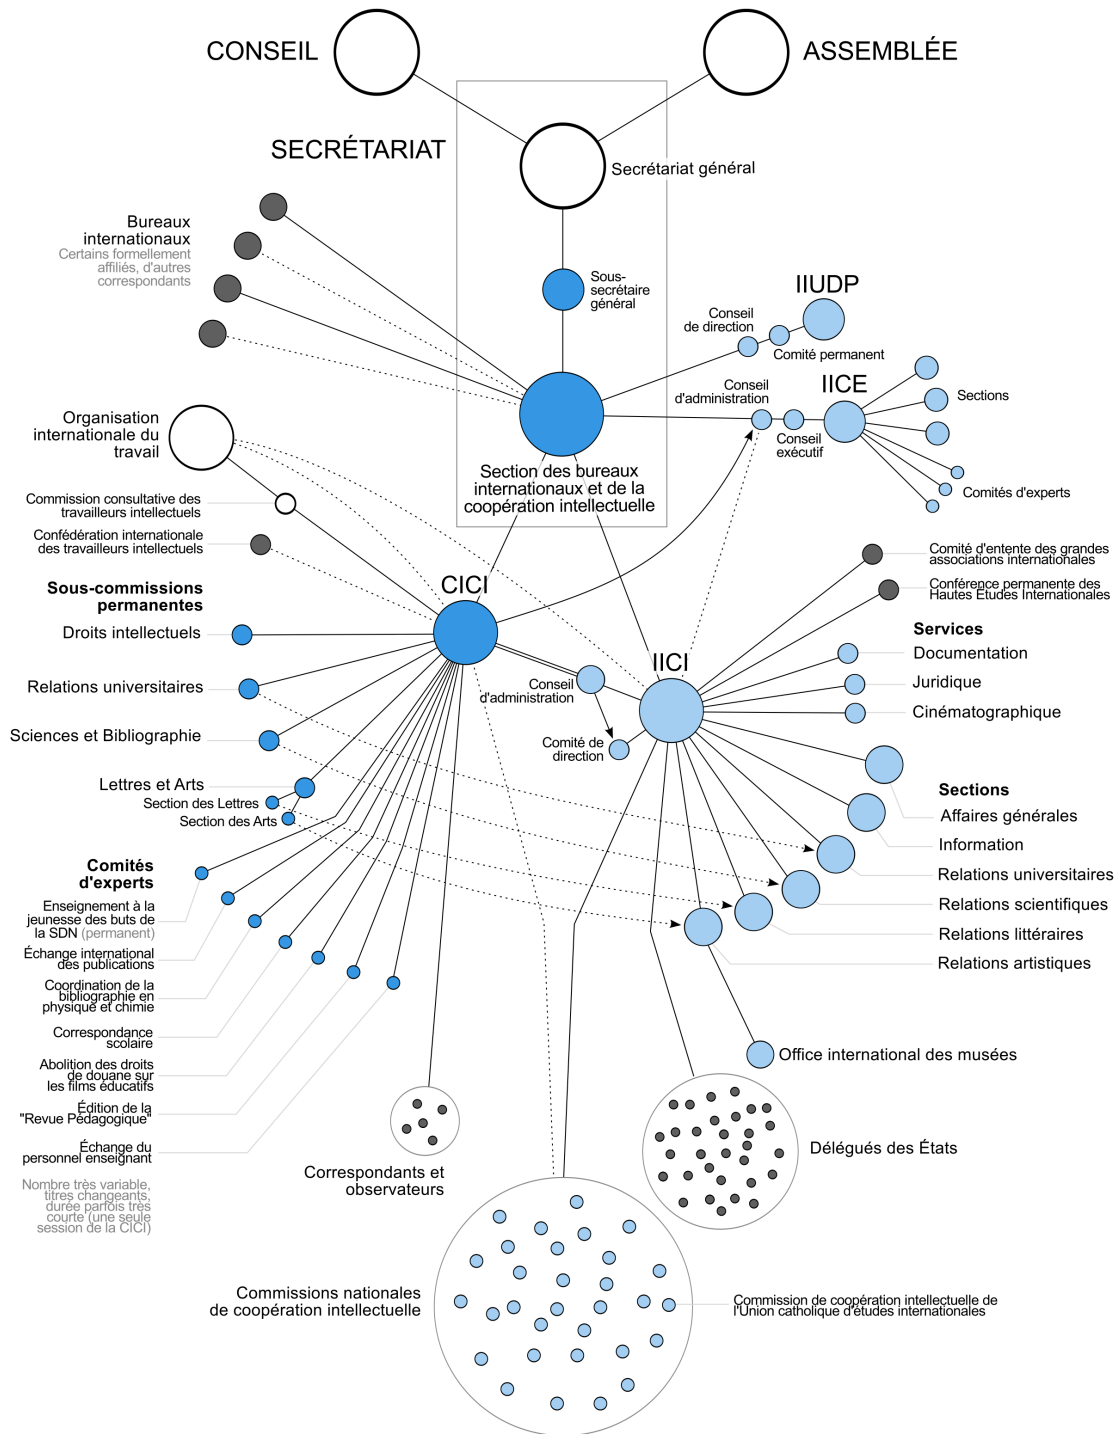 CONSEIL
ASSEMBLÉE
SECRÉTARIAT
Secrétariat général
Bureaux
internationaux
Certains formellement
affiliés, d'autres
correspondants
Sous-
secrétaire
général
IIUDP
Conseil
de direction
Comité permanent
Conseil
d'administration
IICE
Conseil
exécutif
Sections
Comités d'experts
Organisation
internationale du
travail
Section des bureaux
internationaux et de la
coopération intellectuelle
Commission consultative des
travailleurs intellectuels
Confédération internationale
des travailleurs intellectuels
Comité d'entente des grandes
associations internationales
Conférence permanente des
Hautes Etudes Internationales
CICI
IICI
Sous-commissions
permanentes
Droits intellectuels
Relations universitaires
Sciences et Bibliographie
Lettres et Arts
Section des Lettres
Section des Arts
Conseil
d'administration
Comité de
direction
Services
Documentation
Juridique
Cinématographique
Sections
Affaires générales
Information
Relations universitaires
Relations scientifiques
Relations littéraires
Relations artistiques
Comités
d'experts
Enseignement à la
jeunesse des buts de
la SDN (permanent)
Échange international
des publications
Coordination de la
bibliographie en
physique et chimie
Correspondance
scolaire
Abolition des droits
de douane sur
les films éducatifs
Édition de la
"Revue Pédagogique"
Échange du
personnel enseignant
Nombre très variable,
titres changeants,
durée parfois très
courte (une seule
session de la CICI)
Office international des musées
Correspondants et
observateurs
Délégués des États
Commissions nationales
de coopération intellectuelle
Commission de coopération intellectuelle de
l'Union catholique d'études internationales